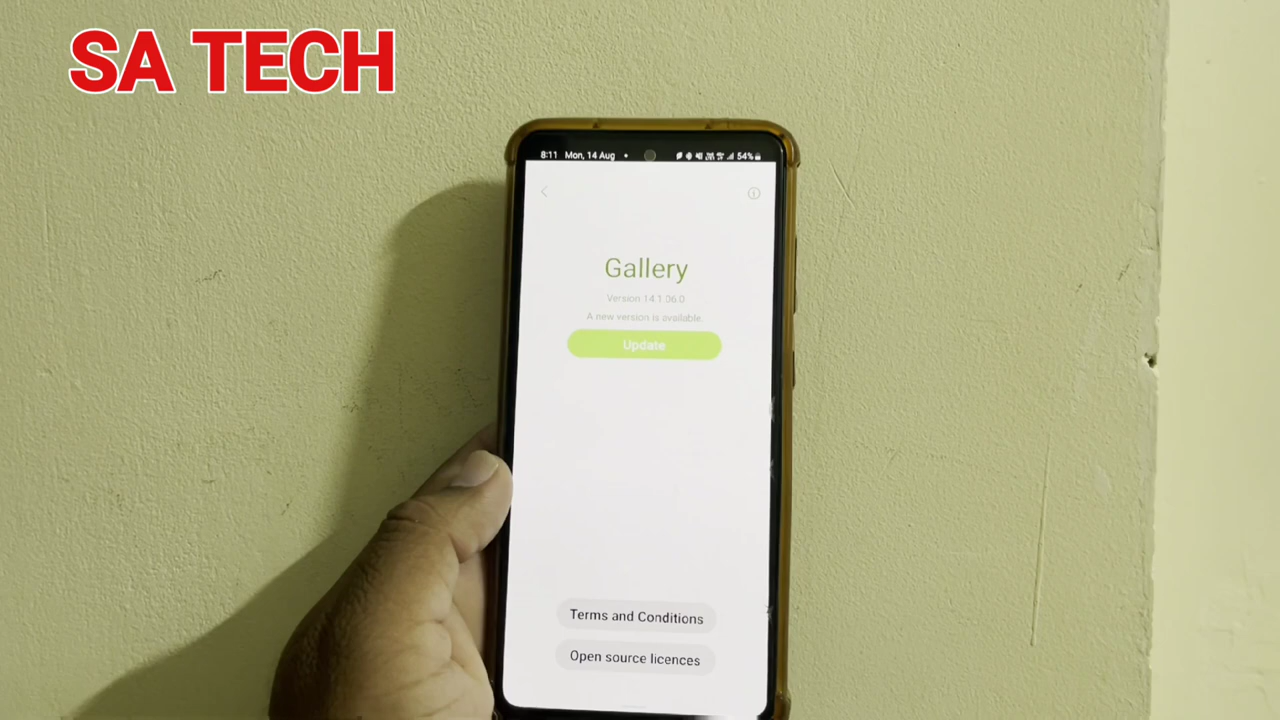 SA TECH
8:11 Mon, 14 Aug • 54%
Gallery
Version 14.1.06.0
A new version is available.
Update
Terms and Conditions
Open source licences